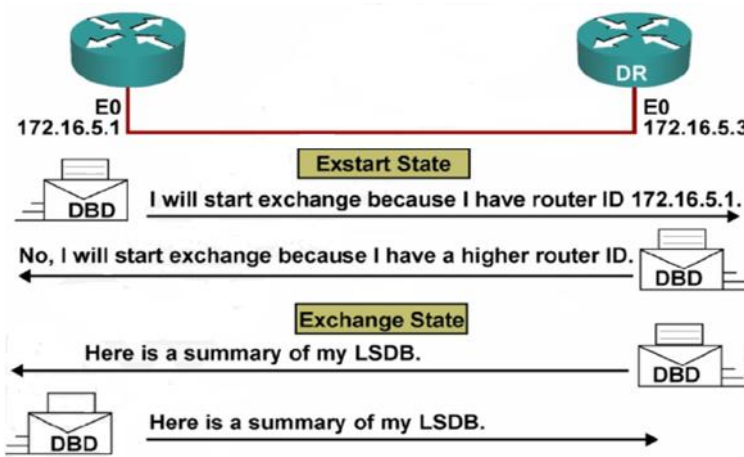 DR
E0
172.16.5.1
E0
172.16.5.3
Exstart State
DBD
I will start exchange because I have router ID 172.16.5.1.
No, I will start exchange because I have a higher router ID.
DBD
Exchange State
Here is a summary of my LSDB.
DBD
DBD
Here is a summary of my LSDB.